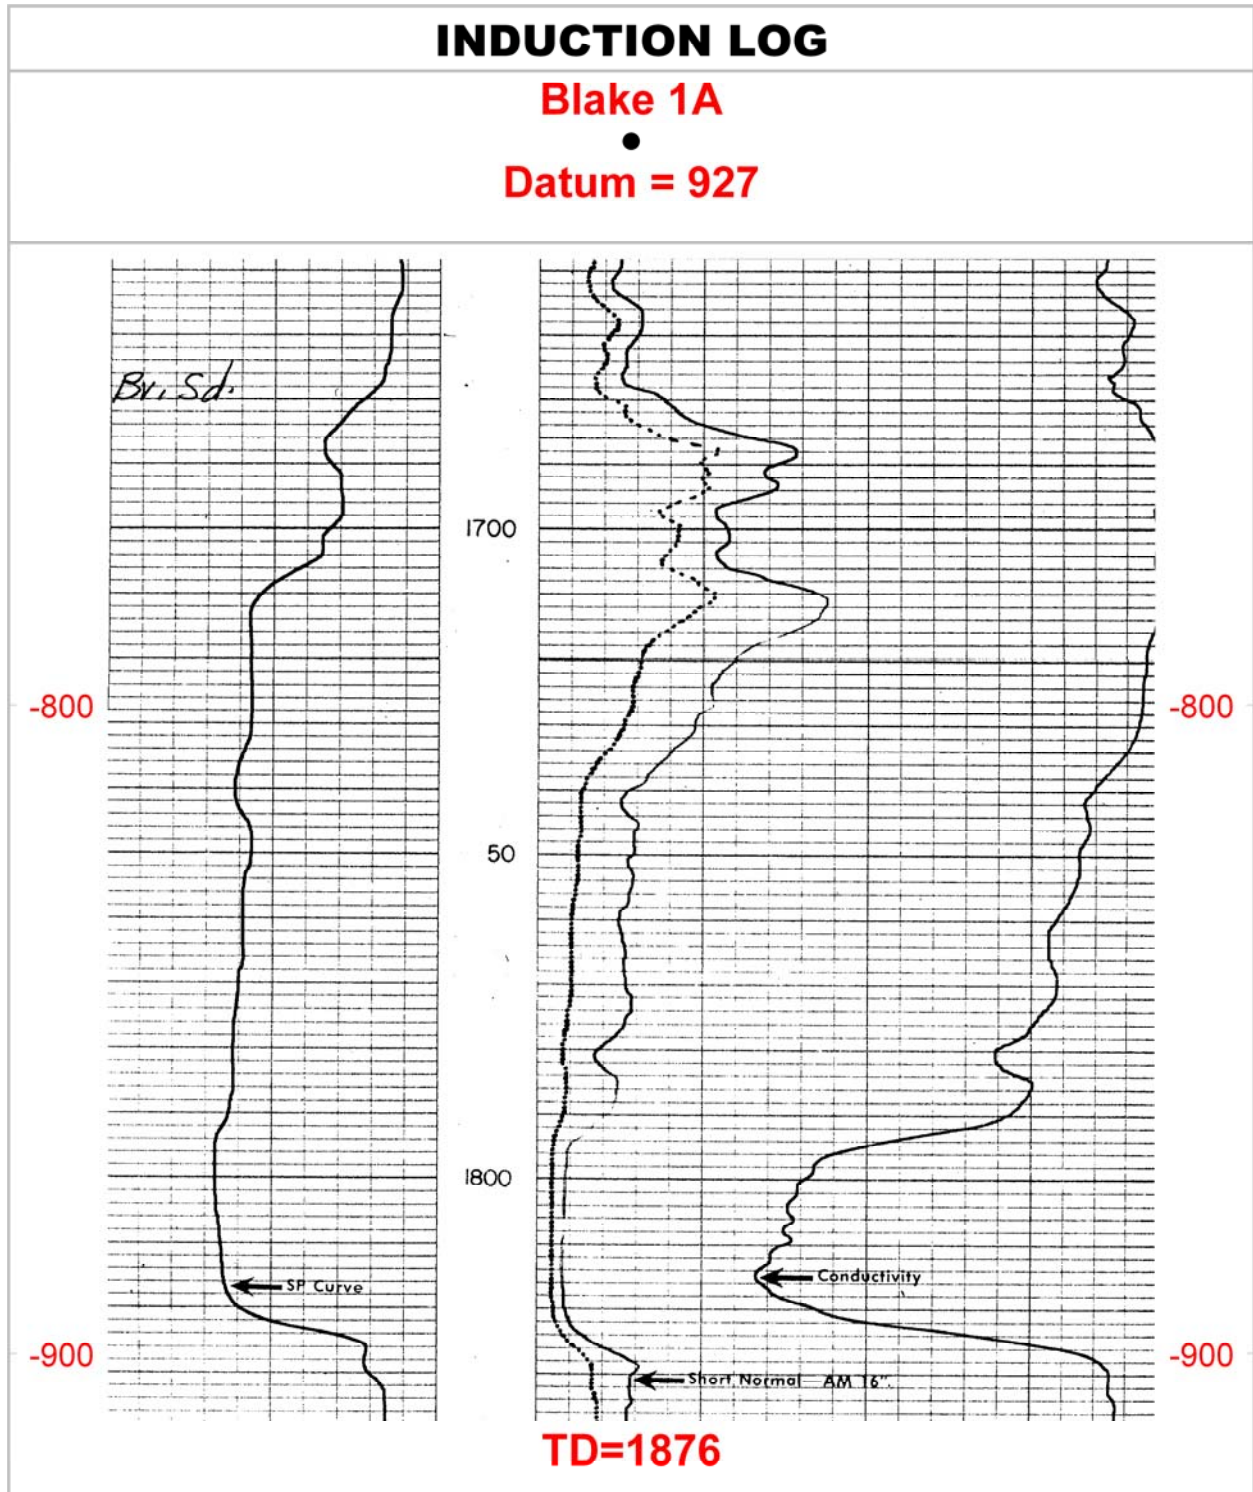 INDUCTION LOG
Blake 1A
Datum = 927
Bv. Sd.
1700
-800
-800
50
1800
SP Curve
Conductivity
-900
-900
Short Normal AM 16".
TD=1876